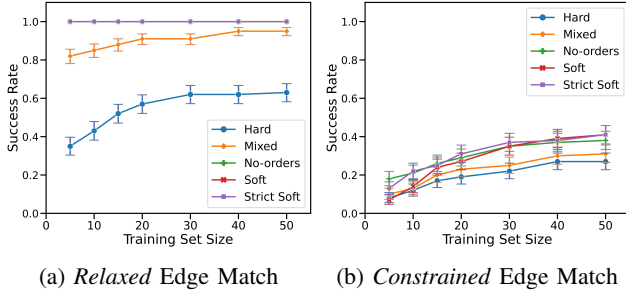 1.0
0.8
0.6
0.4
0.2
0.0
Success Rate
0
10
20
30
40
50
Training Set Size
Hard
Mixed
No-orders
Soft
Strict Soft
(a) Relaxed Edge Match
1.0
0.8
0.6
0.4
0.2
0.0
Success Rate
0
10
20
30
40
50
Training Set Size
Hard
Mixed
No-orders
Soft
Strict Soft
(b) Constrained Edge Match